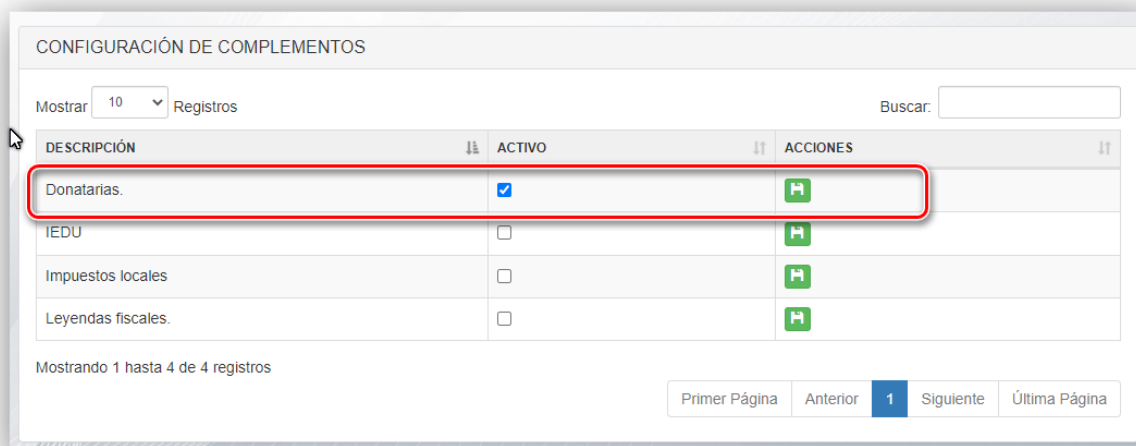 CONFIGURACIÓN DE COMPLEMENTOS
Mostrar 10 Registros Buscar:
DESCRIPCIÓN ACTIVO ACCIONES
Donatarias.
IEDU
Impuestos locales
Leyendas fiscales.
Mostrando 1 hasta 4 de 4 registros
Primer Página Anterior 1 Siguiente Última Página